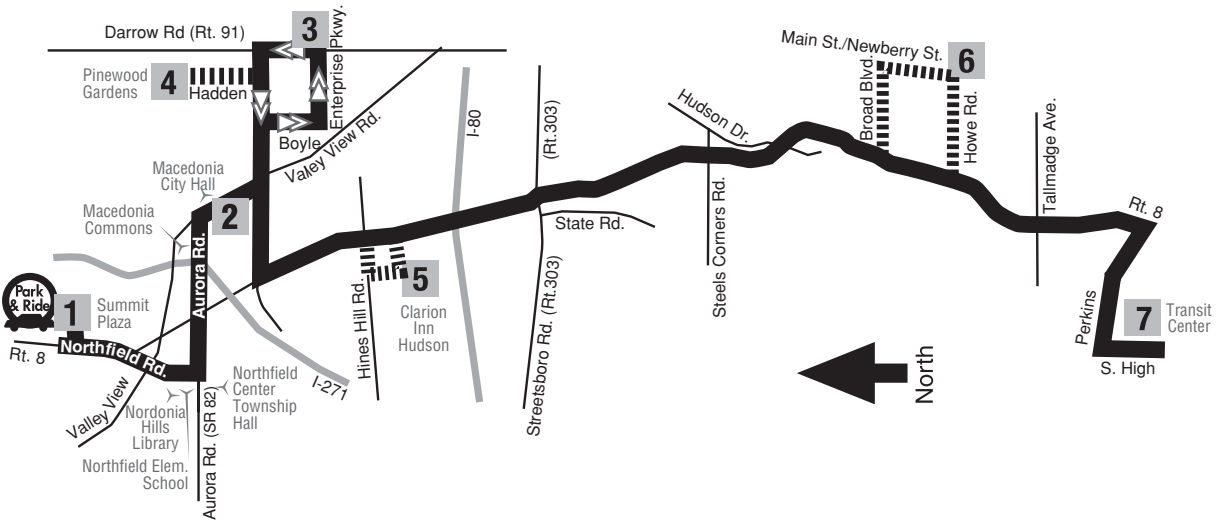 Darrow Rd (Rt. 91)
3
Enterprise Pkwy.
Pinewood
Gardens
4
Hadden
Boyle
Valley View Rd.
Macedonia
City Hall
2
Macedonia
Commons
Aurora Rd.
Park
& Ride
1
Summit
Plaza
Rt. 8
Northfield Rd.
Valley View
Nordonia
Hills
Library
Northfield Elem.
School
Aurora Rd. (SR 82)
Northfield
Center
Township
Hall
I-271
Hines Hill Rd.
5
Clarion
Inn
Hudson
I-80
(Rt.303)
State Rd.
Streetsboro Rd. (Rt.303)
Hudson Dr.
Steels Corners Rd.
Main St./Newberry St.
6
Broad Blvd.
Howe Rd.
Tallmadge Ave.
Rt. 8
Perkins
7
Transit
Center
S. High
North